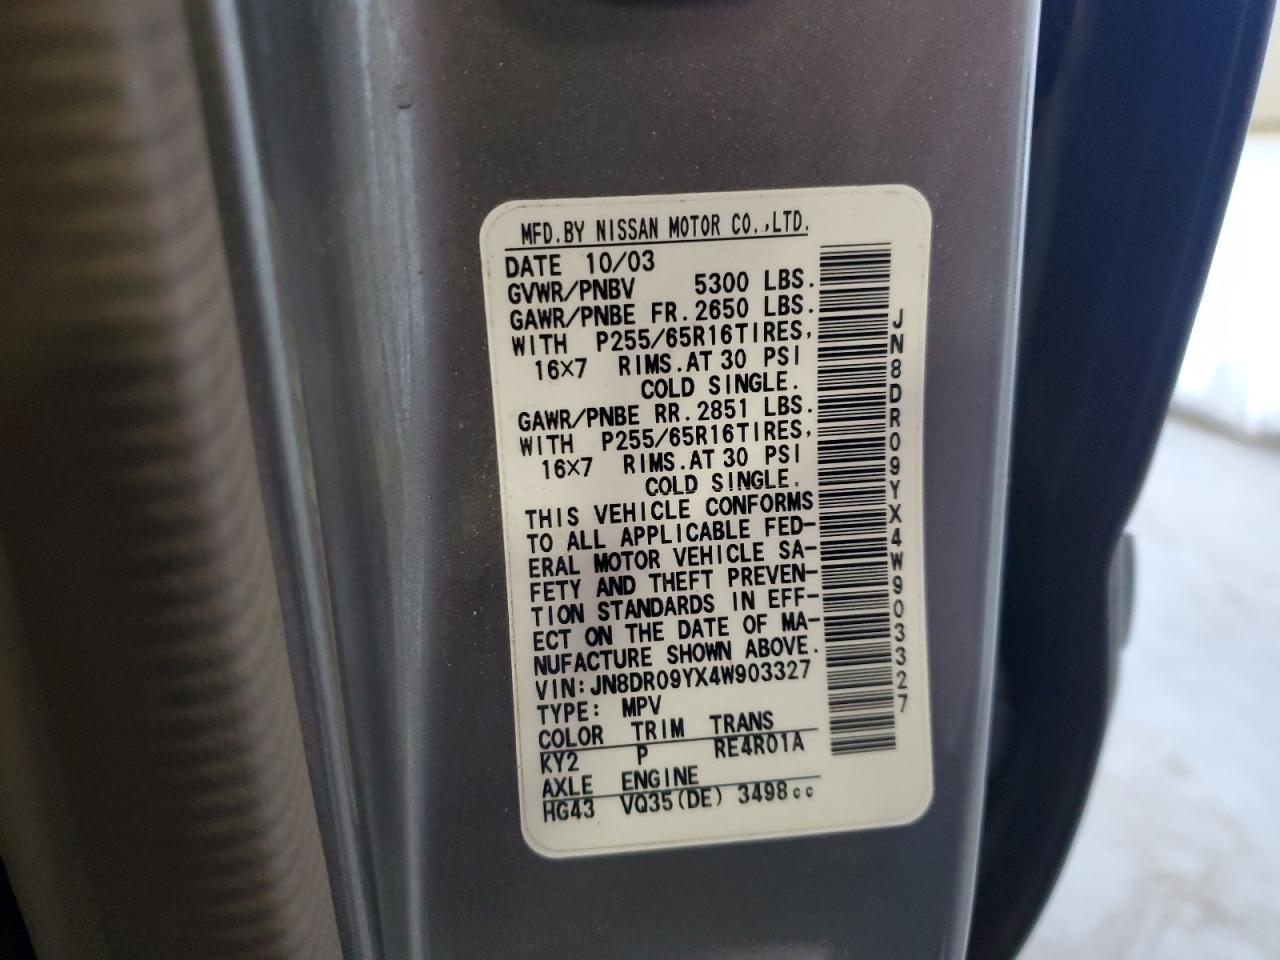 MFD.BY NISSAN MOTOR CO.,LTD.
DATE 10/03
GVWR/PNBV 5300 LBS.
GAWR/PNBE FR.2650 LBS.
WITH P255/65R16TIRES,
16×7 RIMS.AT 30 PSI
COLD SINGLE.
GAWR/PNBE RR.2851 LBS.
WITH P255/65R16TIRES,
16×7 RIMS.AT 30 PSI
COLD SINGLE.
THIS VEHICLE CONFORMS
TO ALL APPLICABLE FED-
ERAL MOTOR VEHICLE SA-
FETY AND THEFT PREVEN-
TION STANDARDS IN EFF-
ECT ON THE DATE OF MA-
NUFACTURE SHOWN ABOVE.
VIN:JN8DR09YX4W903327
TYPE: MPV
COLOR TRIM TRANS
KY2 P RE4R01A
AXLE ENGINE
HG43 VQ35(DE) 3498cc
JN8DR09YX4W903327